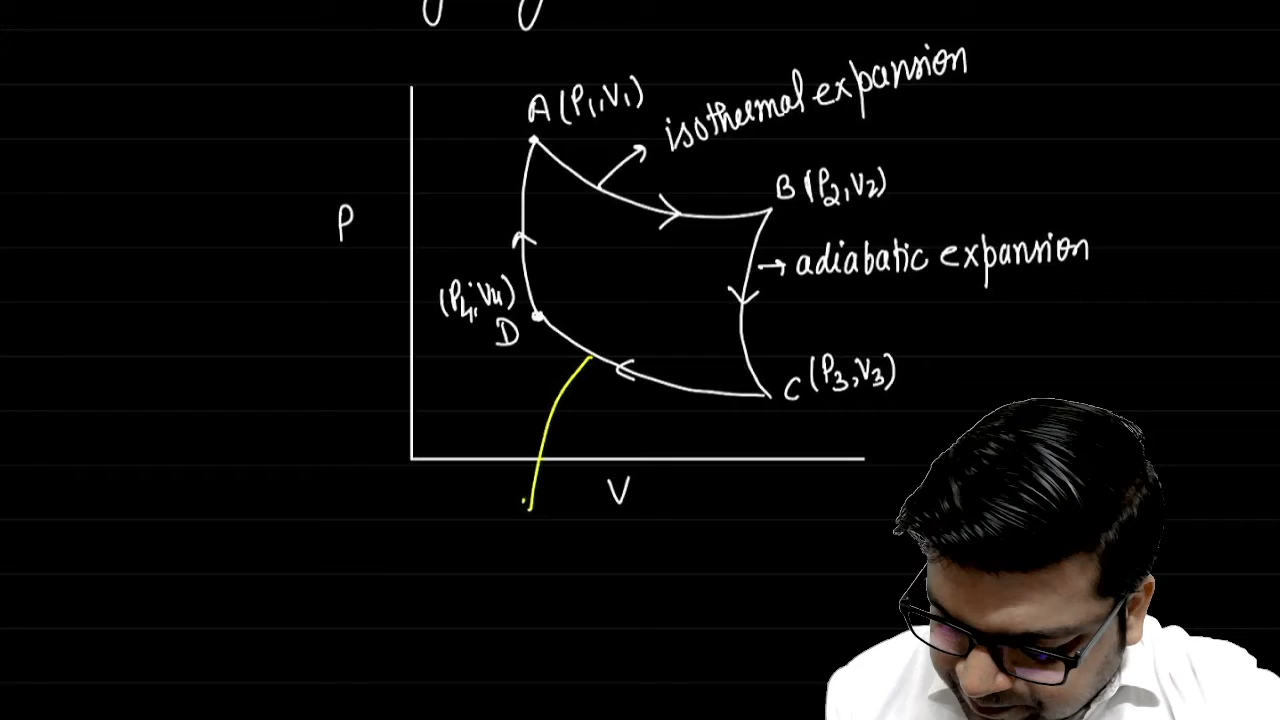 A (P1, V1)
isothermal expansion
B (P2, V2)
P
→ adiabatic expansion
(P4, V4)
D
C (P3, V3)
V